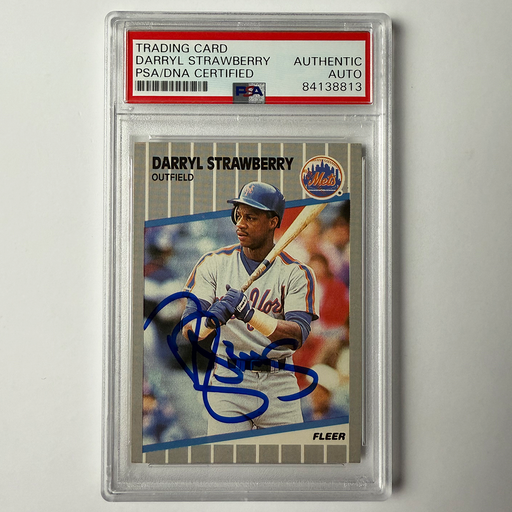 TRADING CARD
DARRYL STRAWBERRY
PSA/DNA CERTIFIED
AUTHENTIC
AUTO
84138813
PSA
DARRYL STRAWBERRY
OUTFIELD
Mets
FLEER